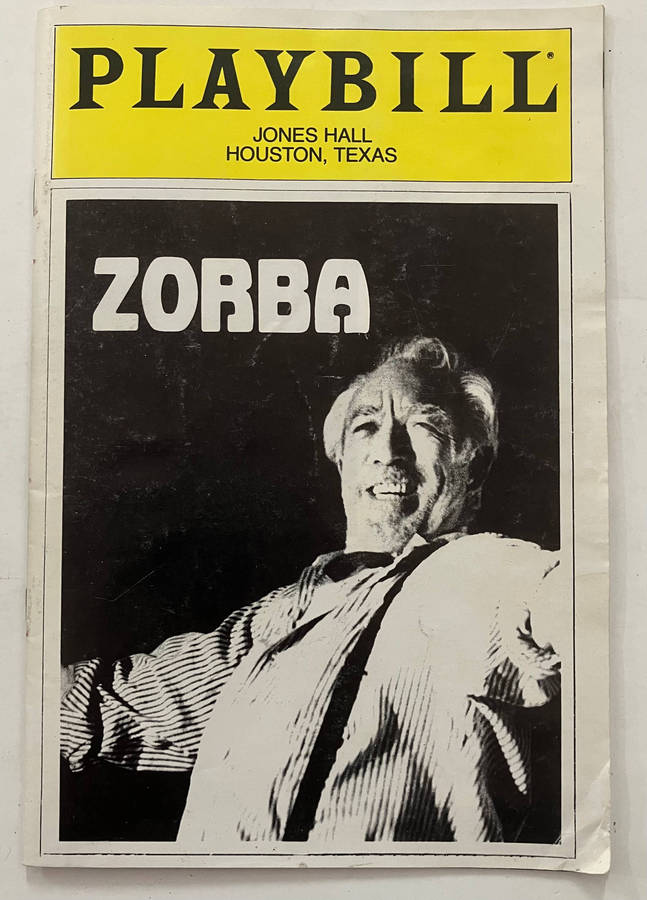 PLAYBILL®
JONES HALL
HOUSTON, TEXAS
ZORBA